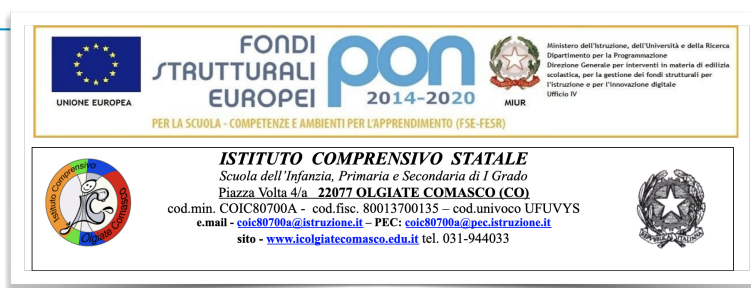 FONDI
STRUTTURALI
EUROPEI
pon
2014-2020
UNIONE EUROPEA
MIUR
Ministero dell'Istruzione, dell'Università e della Ricerca
Dipartimento per la Programmazione
Direzione Generale per interventi in materia di edilizia
scolastica, per la gestione dei fondi strutturali per
l'istruzione e per l'innovazione digitale
Ufficio IV
PER LA SCUOLA - COMPETENZE E AMBIENTI PER L'APPRENDIMENTO (FSE-FESR)
Istituto Comprensivo
Olgiate Comasco
ISTITUTO COMPRENSIVO STATALE
Scuola dell'Infanzia, Primaria e Secondaria di I Grado
Piazza Volta 4/a 22077 OLGIATE COMASCO (CO)
cod.min. COIC80700A - cod.fisc. 80013700135 – cod.univoco UFUVYS
e.mail - coic80700a@istruzione.it – PEC: coic80700a@pec.istruzione.it
sito - www.icolgiatecomasco.edu.it tel. 031-944033